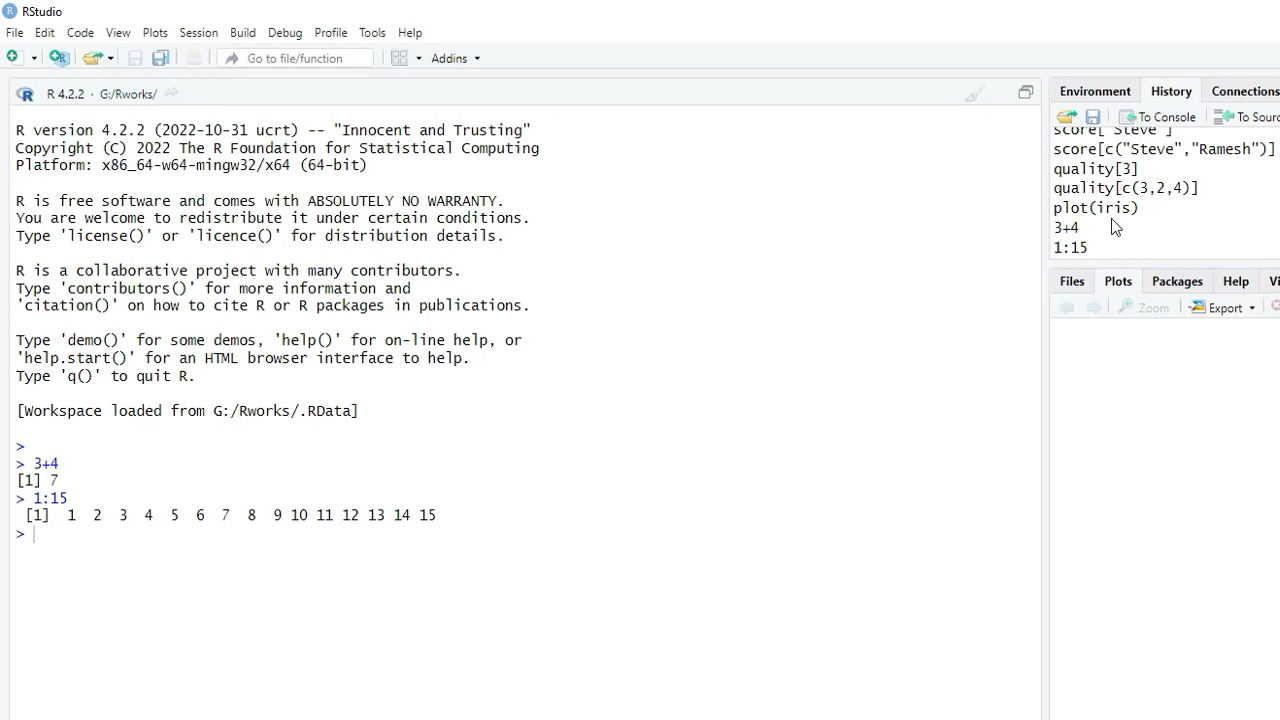 RStudio
File Edit Code View Plots Session Build Debug Profile Tools Help
Go to file/function Addins
R 4.2.2 · G:/Rworks/
R version 4.2.2 (2022-10-31 ucrt) -- "Innocent and Trusting"
Copyright (C) 2022 The R Foundation for Statistical Computing
Platform: x86_64-w64-mingw32/x64 (64-bit)
R is free software and comes with ABSOLUTELY NO WARRANTY.
You are welcome to redistribute it under certain conditions.
Type 'license()' or 'licence()' for distribution details.
R is a collaborative project with many contributors.
Type 'contributors()' for more information and
'citation()' on how to cite R or R packages in publications.
Type 'demo()' for some demos, 'help()' for on-line help, or
'help.start()' for an HTML browser interface to help.
Type 'q()' to quit R.
[Workspace loaded from G:/Rworks/.RData]
>
> 3+4
[1] 7
> 1:15
[1] 1 2 3 4 5 6 7 8 9 10 11 12 13 14 15
>
Environment History Connections
To Console To Sourc
score["Steve"]
score[c("Steve","Ramesh")]
quality[3]
quality[c(3,2,4)]
plot(iris)
3+4
1:15
Files Plots Packages Help Vi
Zoom Export